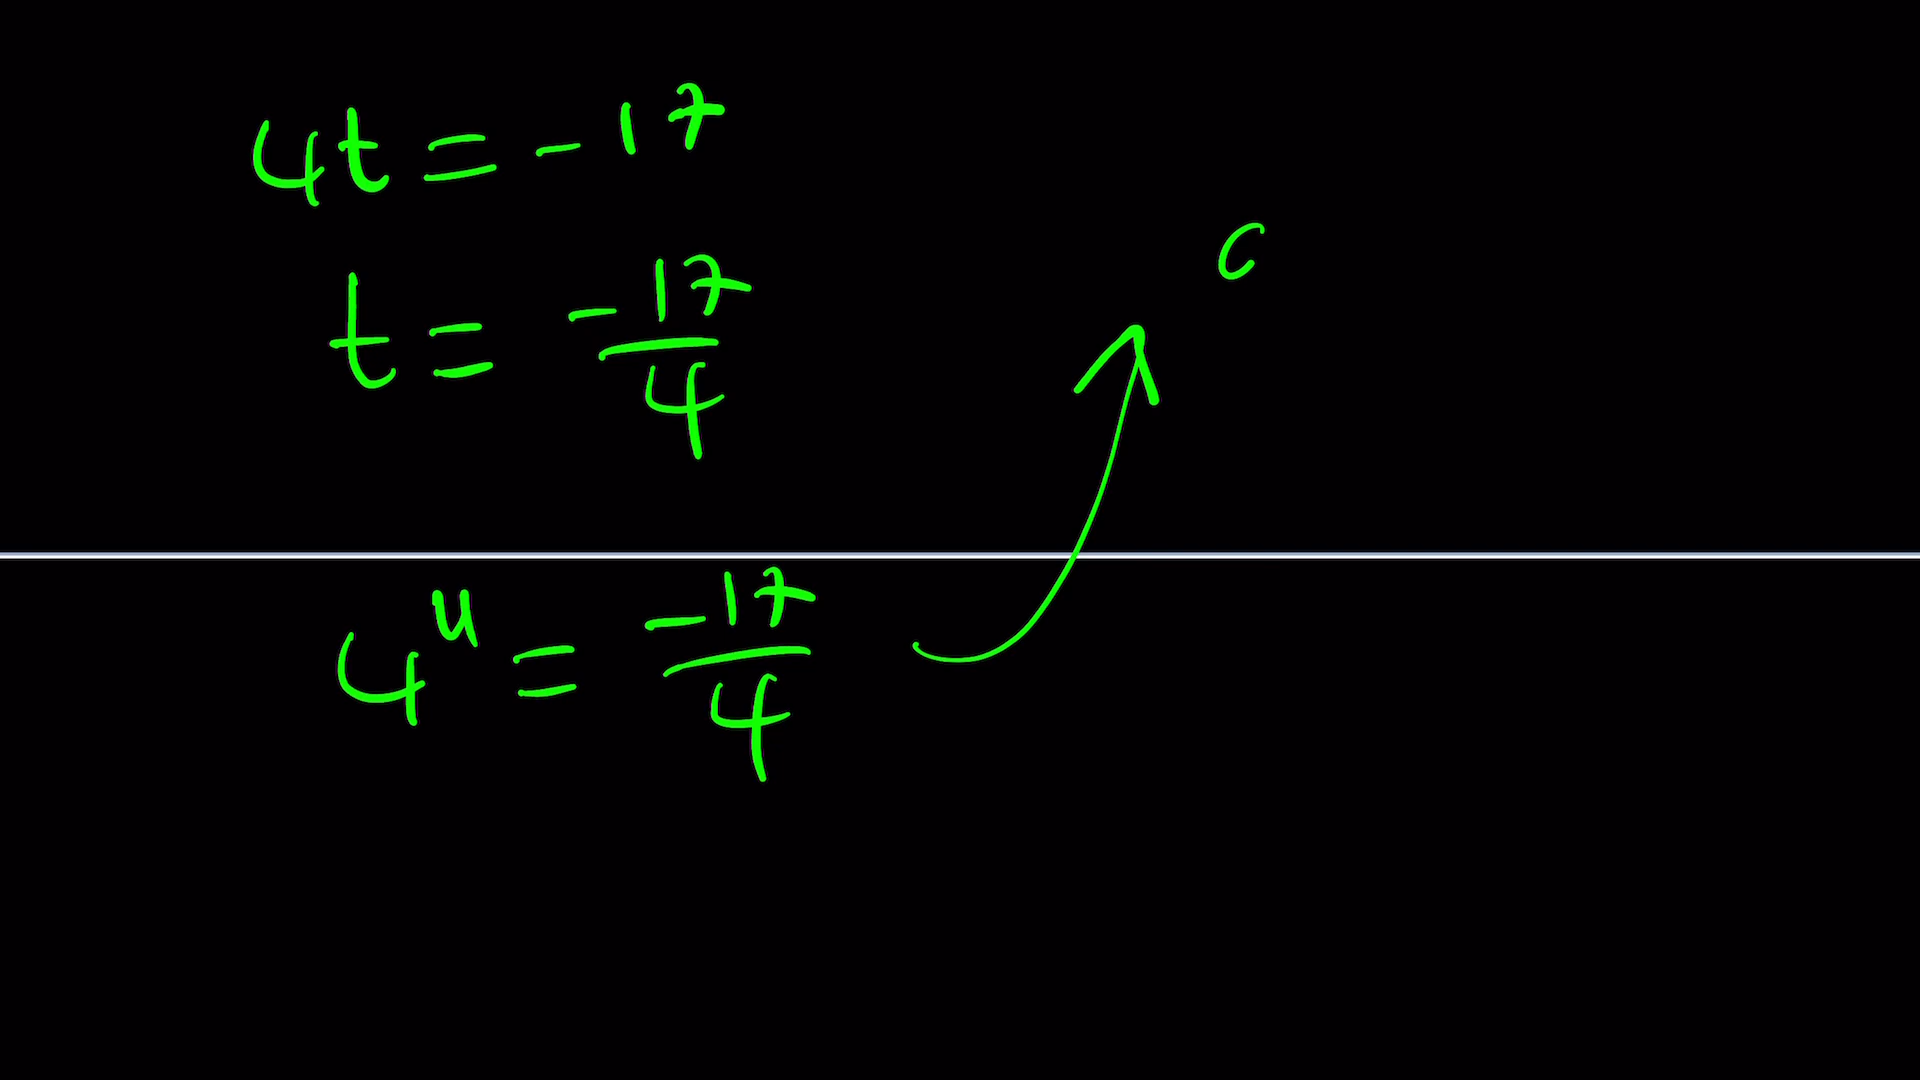 4t = -17
c
t = -17/4
4^u = -17/4